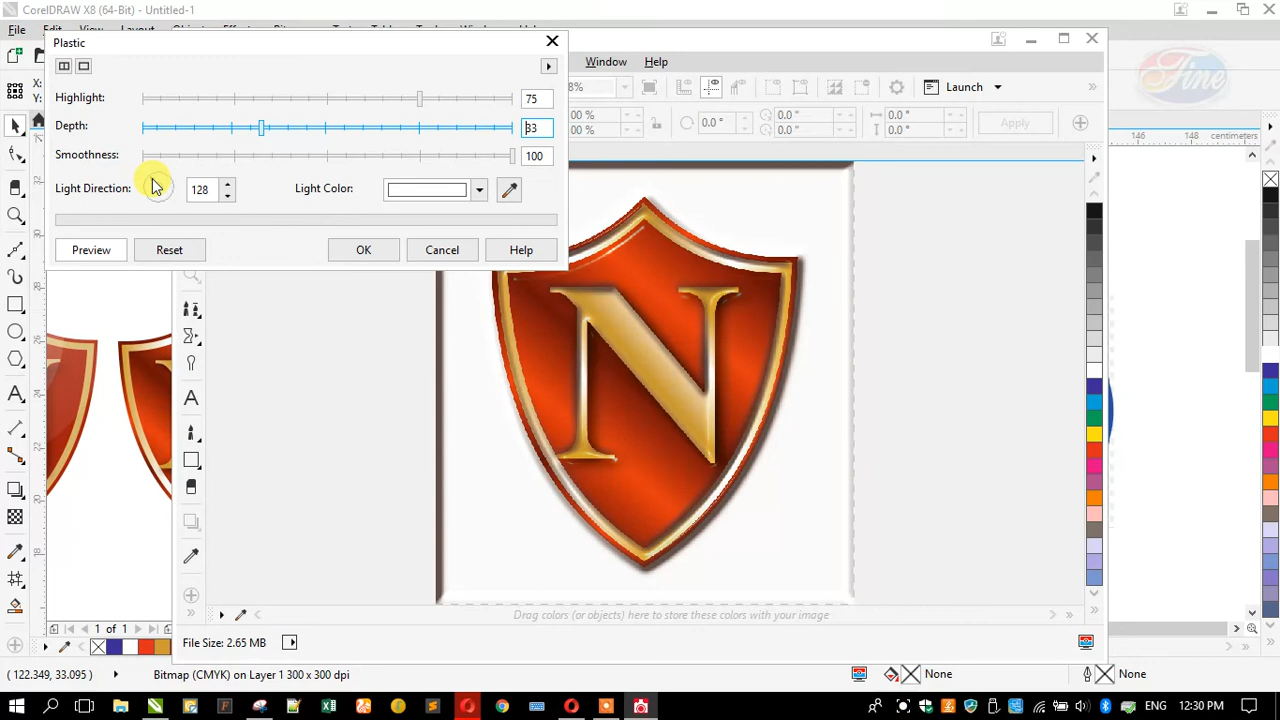 CorelDRAW X8 (64-Bit) - Untitled-1
File
Plastic
Window Help
Fine
Highlight: 75
Depth: 33
Smoothness: 100
Light Direction: 128 Light Color:
Preview Reset OK Cancel Help
Launch
0.0 °
0.0 °
0.0 °
0.0 "
0.0 "
Apply
146 132 inches
N
Drag colors (or objects) here to store these colors with your image
1 of 1
File Size: 2.65 MB
( 122.349, 33.095 ) Bitmap (CMYK) on Layer 1 300 x 300 dpi None None
ENG 12:30 PM